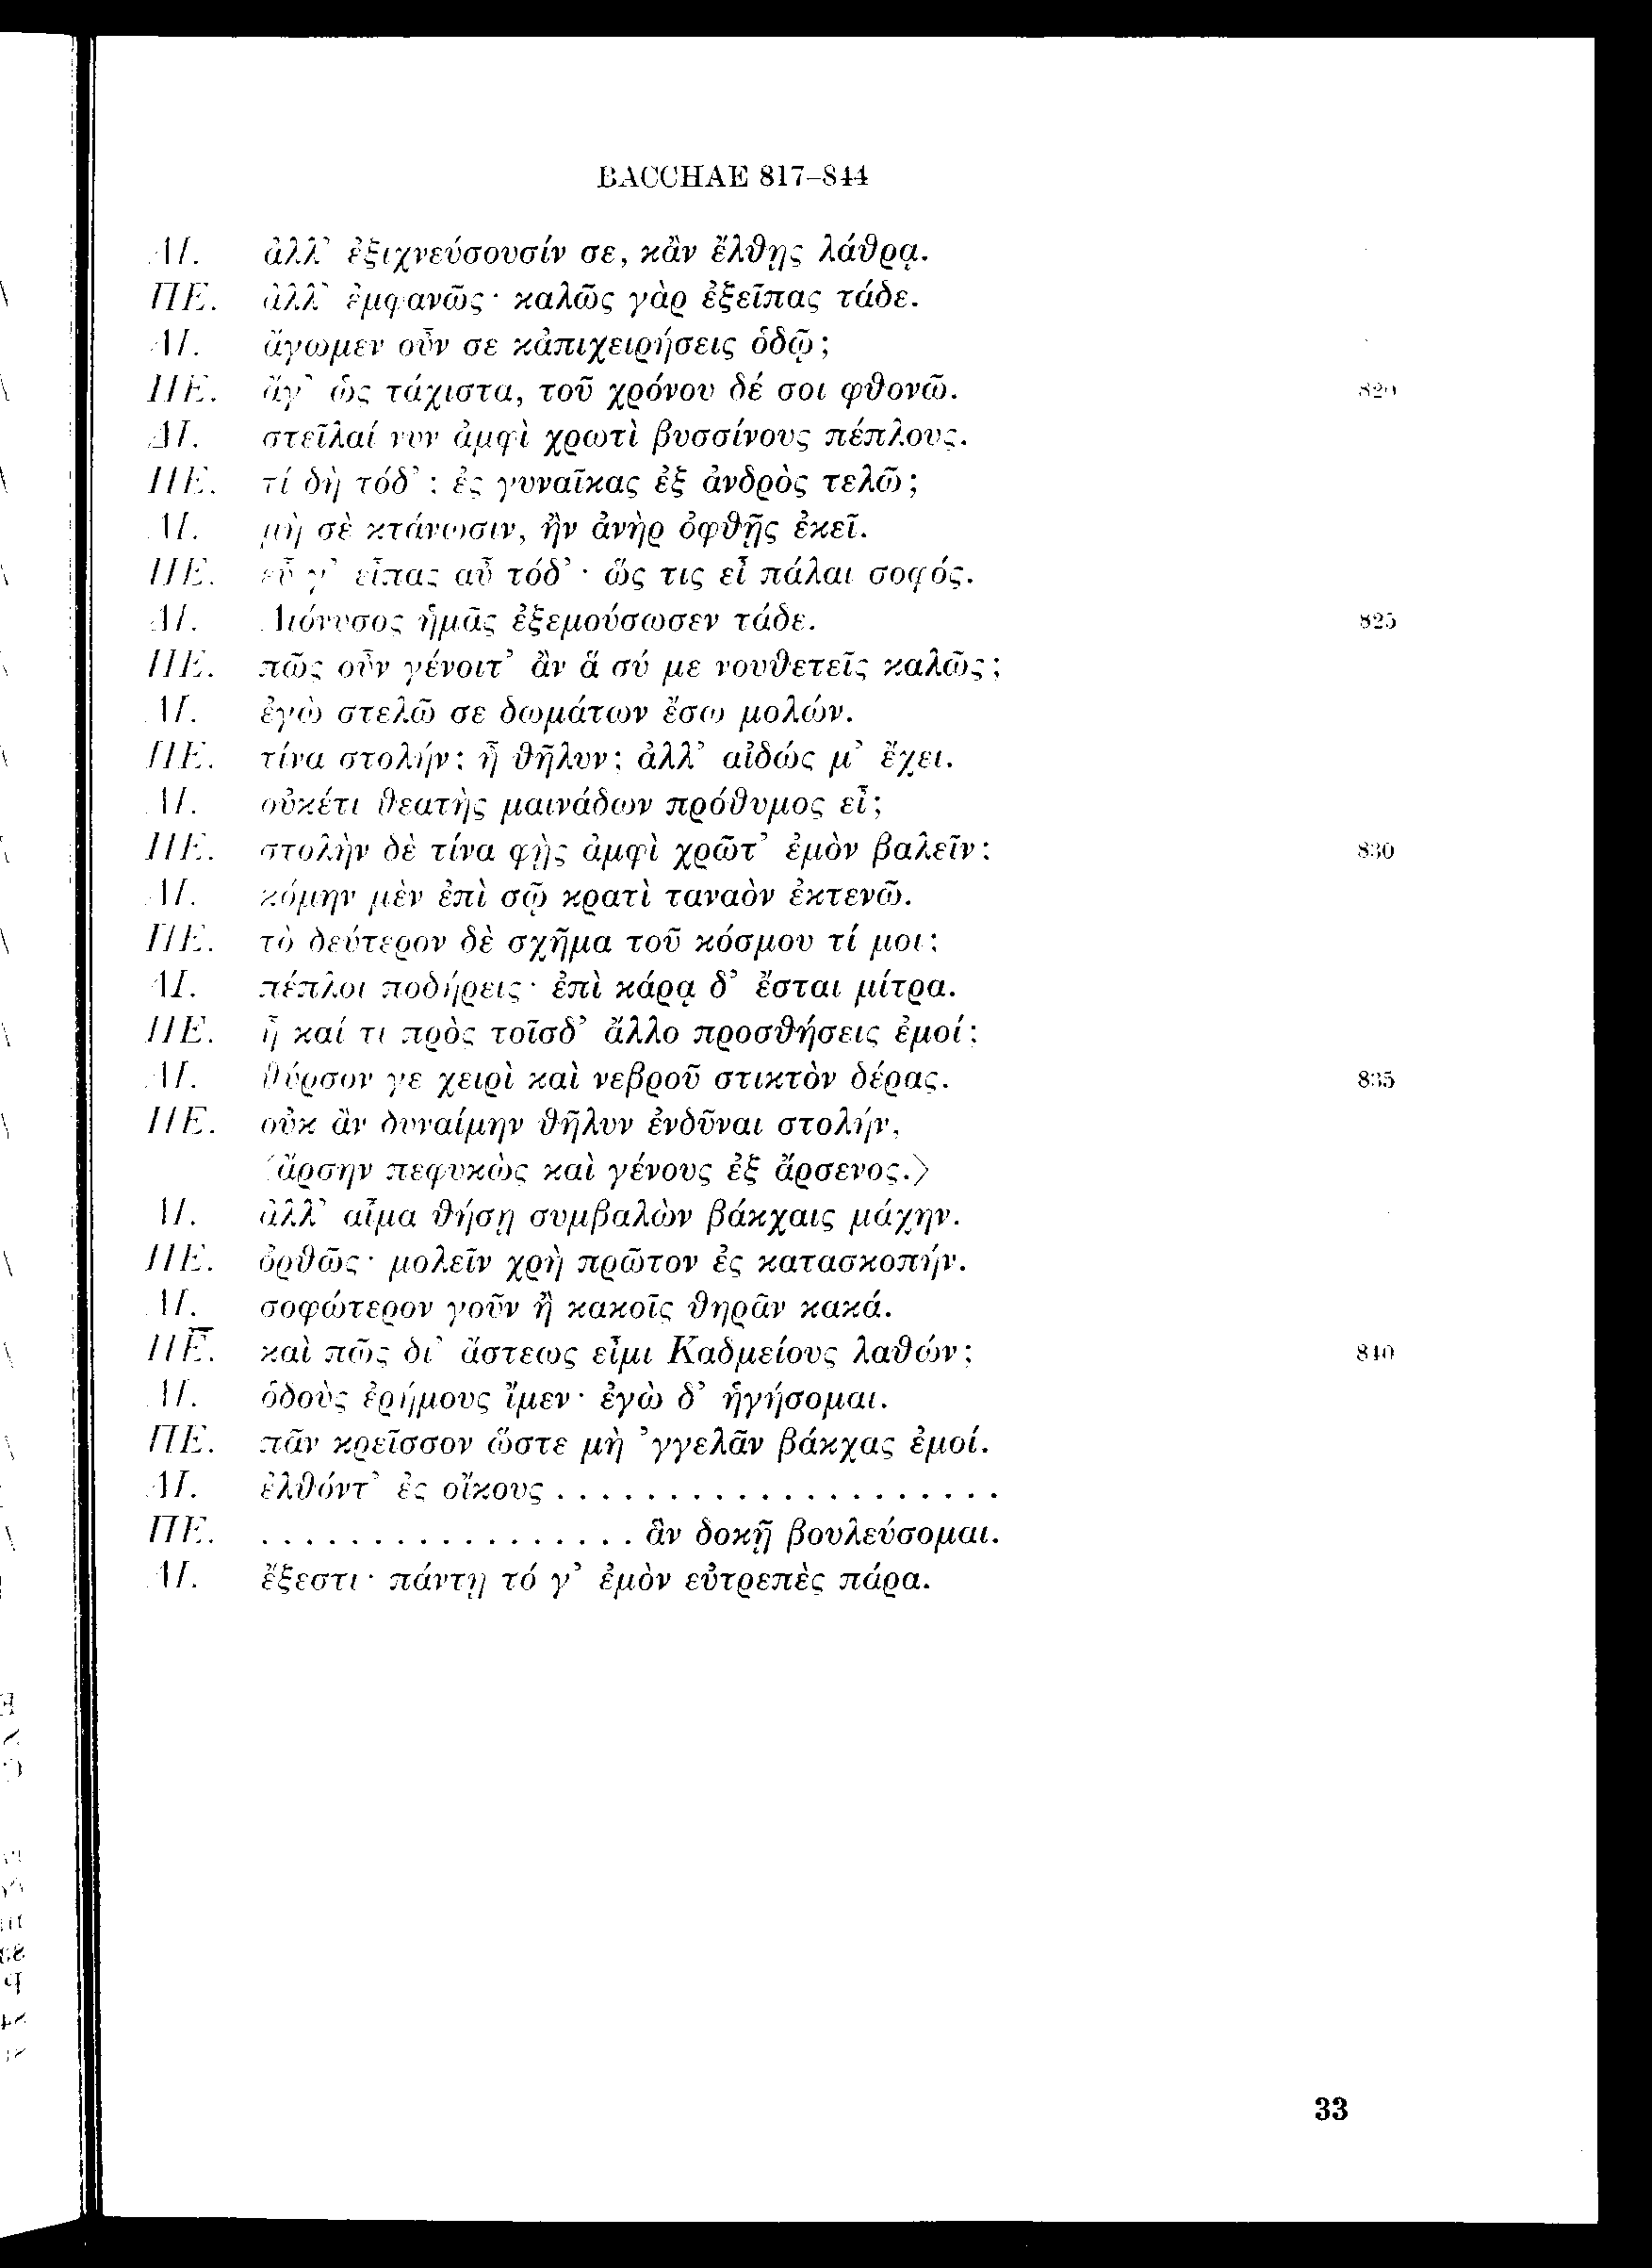 BACCHAE 817–844
ΔΙ. ἀλλ’ ἐξιχνεύσουσίν σε, κἂν ἔλθῃς λάθρᾳ.
ΠΕ. ἀλλ’ ἐμφανῶς· καλῶς γὰρ ἐξεῖπας τάδε.
ΔΙ. ἄγωμεν οὖν σε κἀπιχειρήσεις ὁδῷ;
ΠΕ. ἄγ’ ὡς τάχιστα, τοῦ χρόνου δέ σοι φθονῶ. 820
ΔΙ. στεῖλαί νυν ἀμφὶ χρωτὶ βυσσίνους πέπλους.
ΠΕ. τί δὴ τόδ’; ἐς γυναῖκας ἐξ ἀνδρὸς τελῶ;
ΔΙ. μὴ σὲ κτάνωσιν, ἢν ἀνὴρ ὀφθῇς ἐκεῖ.
ΠΕ. εὖ γ’ εἶπας αὖ τόδ’· ὥς τις εἶ πάλαι σοφός.
ΔΙ. Διόνυσος ἡμᾶς ἐξεμούσωσεν τάδε. 825
ΠΕ. πῶς οὖν γένοιτ’ ἂν ἃ σύ με νουθετεῖς καλῶς;
ΔΙ. ἐγὼ στελῶ σε δωμάτων ἔσω μολών.
ΠΕ. τίνα στολήν; ἦ θῆλυν; ἀλλ’ αἰδώς μ’ ἔχει.
ΔΙ. οὐκέτι θεατὴς μαινάδων πρόθυμος εἶ;
ΠΕ. στολὴν δὲ τίνα φῂς ἀμφὶ χρῶτ’ ἐμὸν βαλεῖν; 830
ΔΙ. κόμην μὲν ἐπὶ σῷ κρατὶ ταναὸν ἐκτενῶ.
ΠΕ. τὸ δεύτερον δὲ σχῆμα τοῦ κόσμου τί μοι;
ΔΙ. πέπλοι ποδήρεις· ἐπὶ κάρᾳ δ’ ἔσται μίτρα.
ΠΕ. ἦ καί τι πρὸς τοῖσδ’ ἄλλο προσθήσεις ἐμοί;
ΔΙ. θύρσον γε χειρὶ καὶ νεβροῦ στικτὸν δέρας. 835
ΠΕ. οὐκ ἂν δυναίμην θῆλυν ἐνδῦναι στολήν,
⟨ἄρσην πεφυκὼς καὶ γένους ἐξ ἄρσενος.⟩
ΔΙ. ἀλλ’ αἷμα θήσῃ συμβαλὼν βάκχαις μάχην.
ΠΕ. ὀρθῶς· μολεῖν χρὴ πρῶτον ἐς κατασκοπήν.
ΔΙ. σοφώτερον γοῦν ἢ κακοῖς θηρᾶν κακά.
ΠΕ. καὶ πῶς δι’ ἄστεως εἶμι Καδμείους λαθών; 840
ΔΙ. ὁδοὺς ἐρήμους ἴμεν· ἐγὼ δ’ ἡγήσομαι.
ΠΕ. πᾶν κρεῖσσον ὥστε μὴ ’γγελᾶν βάκχας ἐμοί.
ΔΙ. ἐλθόντ’ ἐς οἴκους . . . . . . . . . . . . . . . . . . . .
ΠΕ. . . . . . . . . . . . . . . . . . ἂν δοκῇ βουλεύσομαι.
ΔΙ. ἔξεστι· πάντῃ τό γ’ ἐμὸν εὐτρεπὲς πάρα.
33